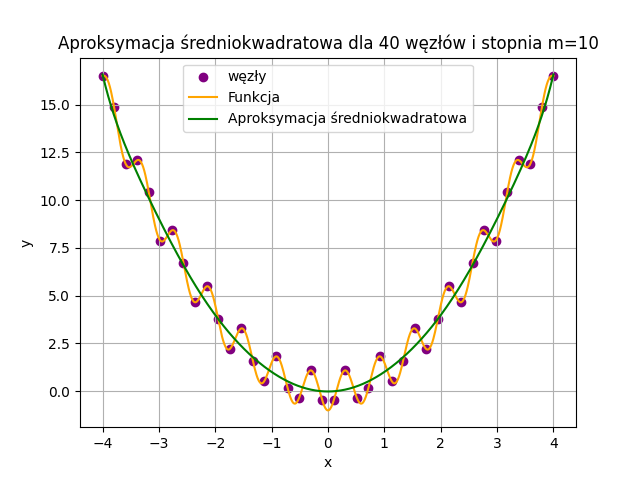 Aproksymacja średniokwadratowa dla 40 węzłów i stopnia m=10
węzły
Funkcja
Aproksymacja średniokwadratowa
15.0
12.5
10.0
7.5
5.0
2.5
0.0
y
−4
−3
−2
−1
0
1
2
3
4
x